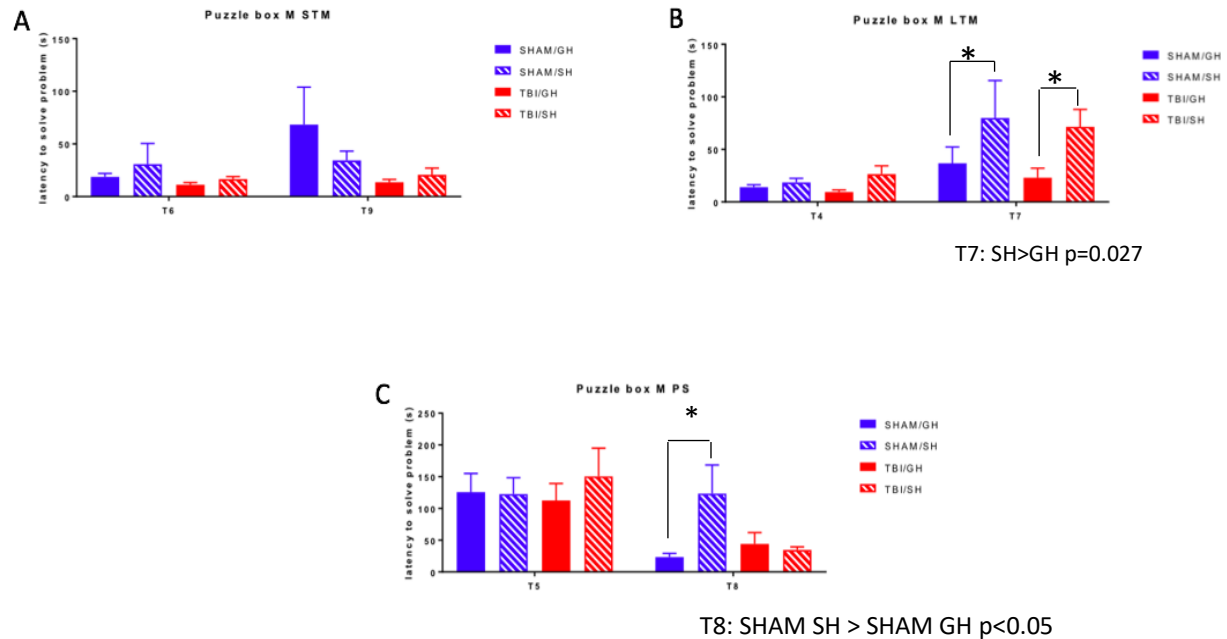 A
Puzzle box M STM
latency to solve problem (s)
150
100
50
0
T6
T9
SHAM/GH
SHAM/SH
TBI/GH
TBI/SH
B
Puzzle box M LTM
latency to solve problem (s)
150
100
50
0
*
*
T4
T7
SHAM/GH
SHAM/SH
TBI/GH
TBI/SH
T7: SH>GH p=0.027
C
Puzzle box M PS
latency to solve problem (s)
250
200
150
100
50
0
*
T5
T8
SHAM/GH
SHAM/SH
TBI/GH
TBI/SH
T8: SHAM SH > SHAM GH p<0.05